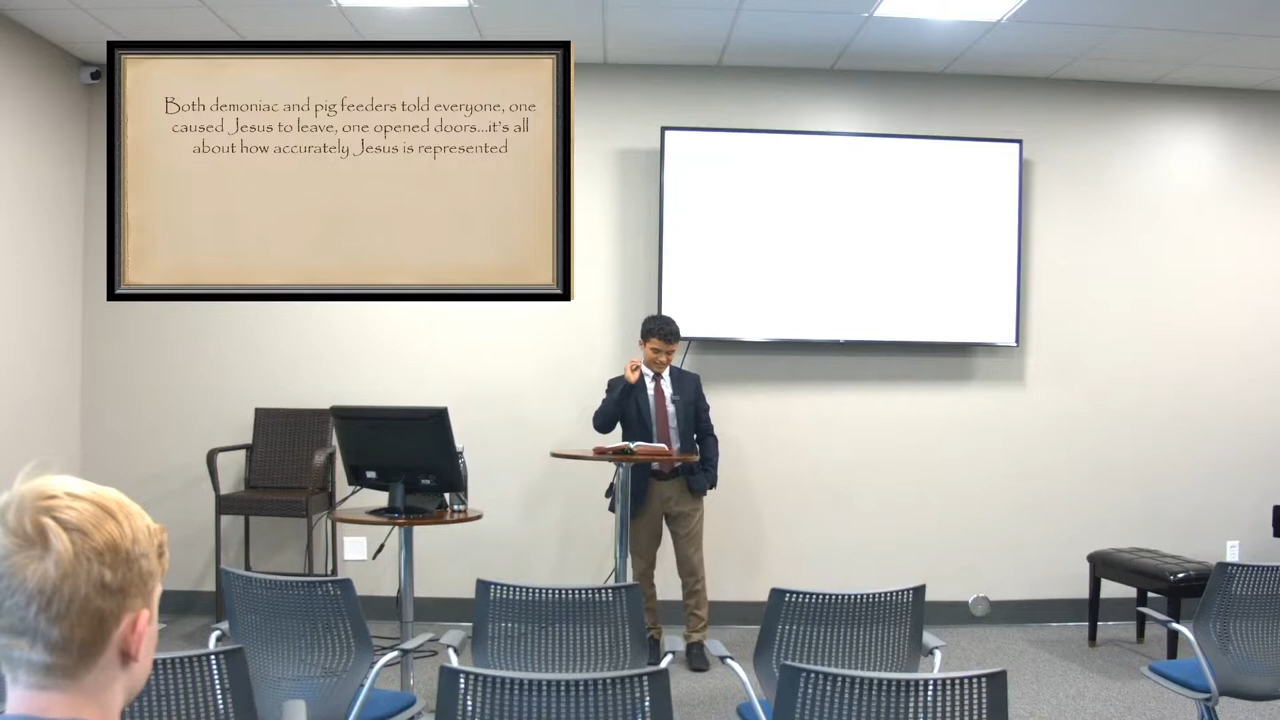 Both demoniac and pig feeders told everyone, one
caused Jesus to leave, one opened doors...it's all
about how accurately Jesus is represented